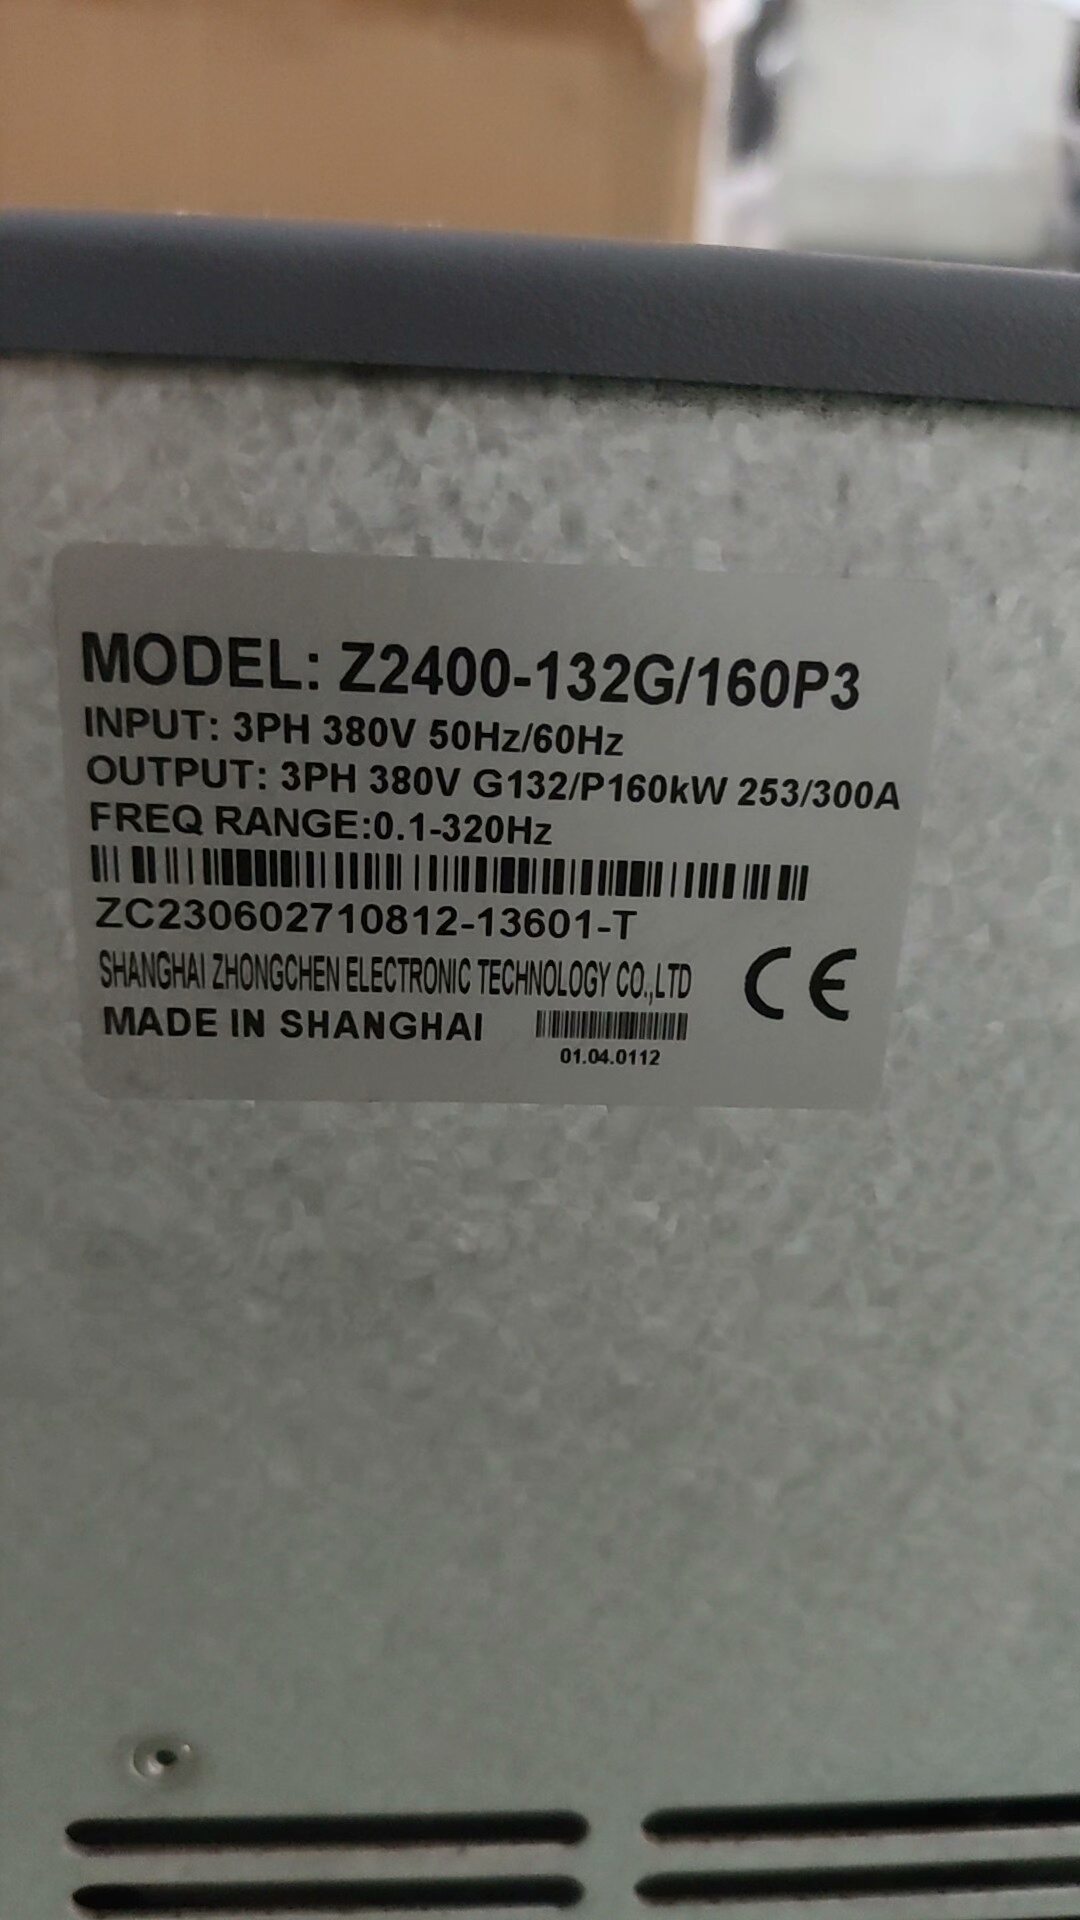 MODEL: Z2400-132G/160P3
INPUT: 3PH 380V 50Hz/60Hz
OUTPUT: 3PH 380V G132/P160kW 253/300A
FREQ RANGE:0.1-320Hz
ZC230602710812-13601-T
SHANGHAI ZHONGCHEN ELECTRONIC TECHNOLOGY CO.,LTD
CE
MADE IN SHANGHAI
01.04.0112